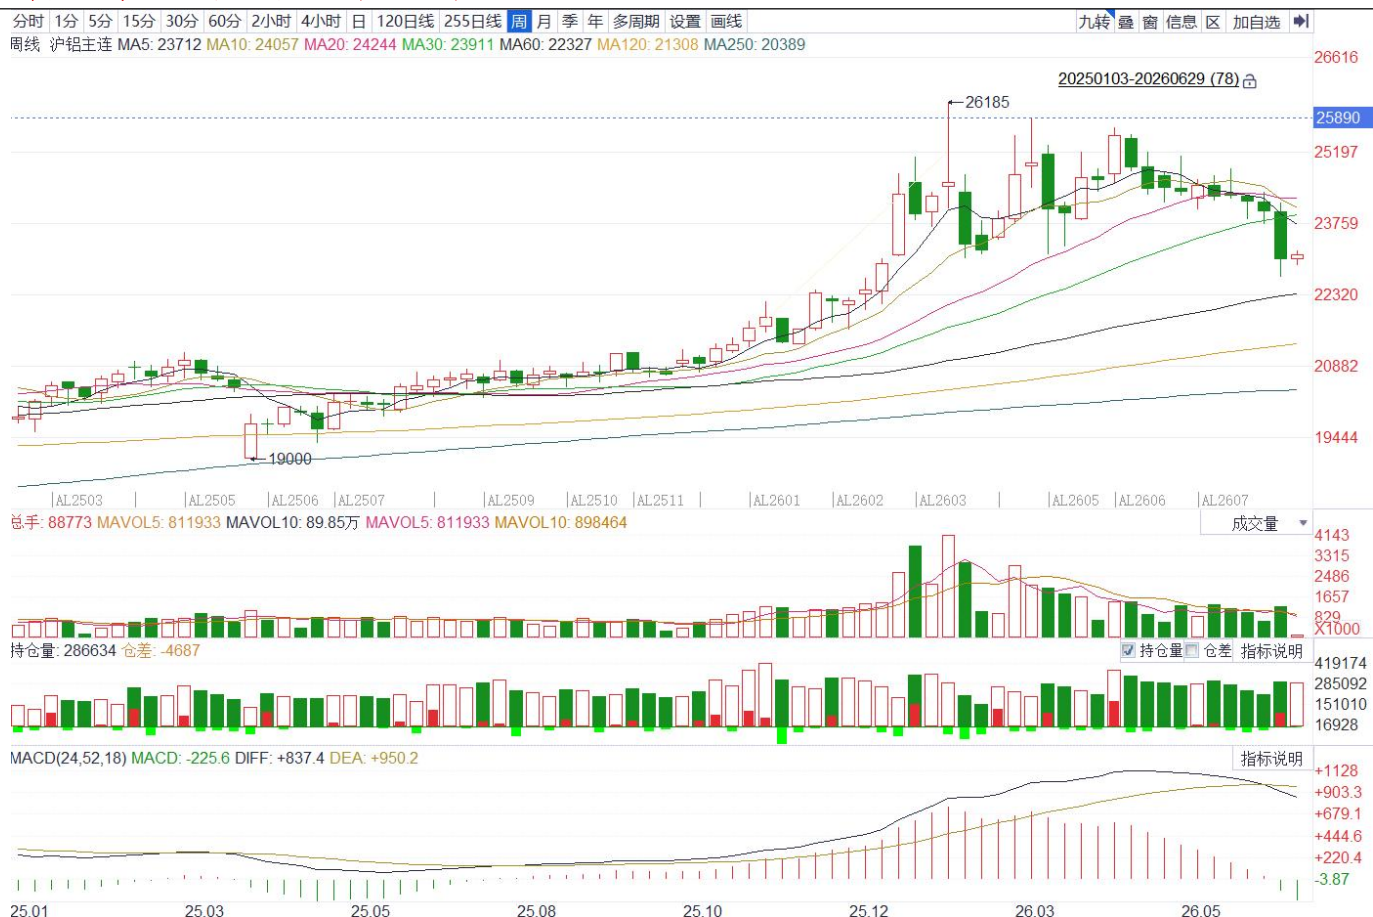 分时 1分 5分 15分 30分 60分 2小时 4小时 日 120日线 255日线 周 月 季 年 多周期 设置 画线 九转 叠 窗 信息 区 加自选
周线 沪铝主连 MA5: 23712 MA10: 24057 MA20: 24244 MA30: 23911 MA60: 22327 MA120: 21308 MA250: 20389
26616
20250103-20260629 (78)
26185
25890
25197
23759
22320
20882
19444
19000
AL2503 AL2505 AL2506 AL2507 AL2509 AL2510 AL2511 AL2601 AL2602 AL2603 AL2605 AL2606 AL2607
总手: 88773 MAVOL5: 811933 MAVOL10: 89.85万 MAVOL5: 811933 MAVOL10: 898464
成交量
4143
3315
2486
1657
829
X1000
持仓量: 286634 仓差: -4687
持仓量 仓差 指标说明
419174
285092
151010
16928
MACD(24,52,18) MACD: -225.6 DIFF: +837.4 DEA: +950.2
指标说明
+1128
+903.3
+679.1
+444.6
+220.4
-3.87
25.01 25.03 25.05 25.08 25.10 25.12 26.03 26.05